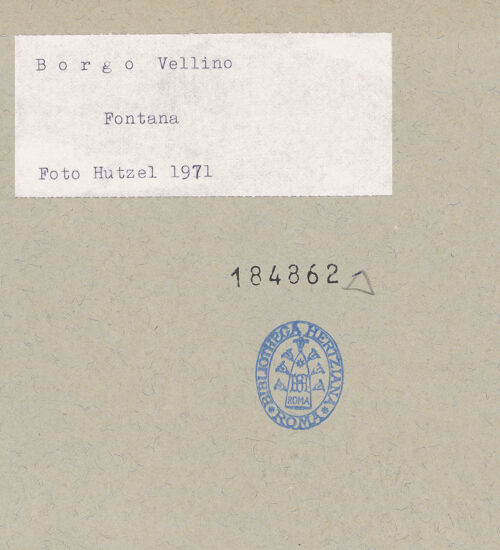 B o r g o Vellino
Fontana
Foto Hutzel 1971
184862
BIBLIOTHECA HERTZIANA
ROMA
ROMA